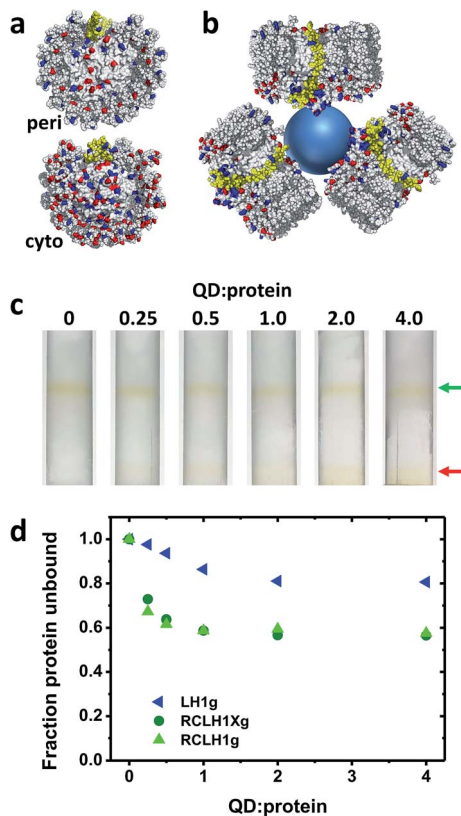 a
b
peri
cyto
c
QD:protein
0 0.25 0.5 1.0 2.0 4.0
d
Fraction protein unbound
1.0
0.8
0.6
0.4
0.2
0.0
LH1g
RCLH1Xg
RCLH1g
0 1 2 3 4
QD:protein